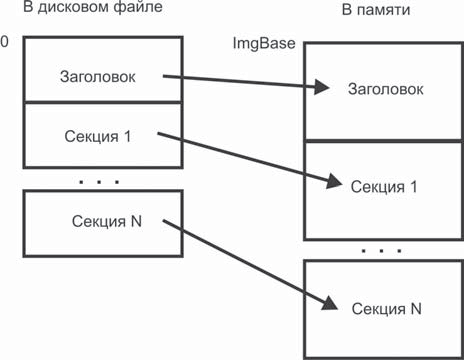 В дисковом файле
В памяти
0
ImgBase
Заголовок
Заголовок
Секция 1
Секция 1
. . .
Секция N
. . .
Секция N